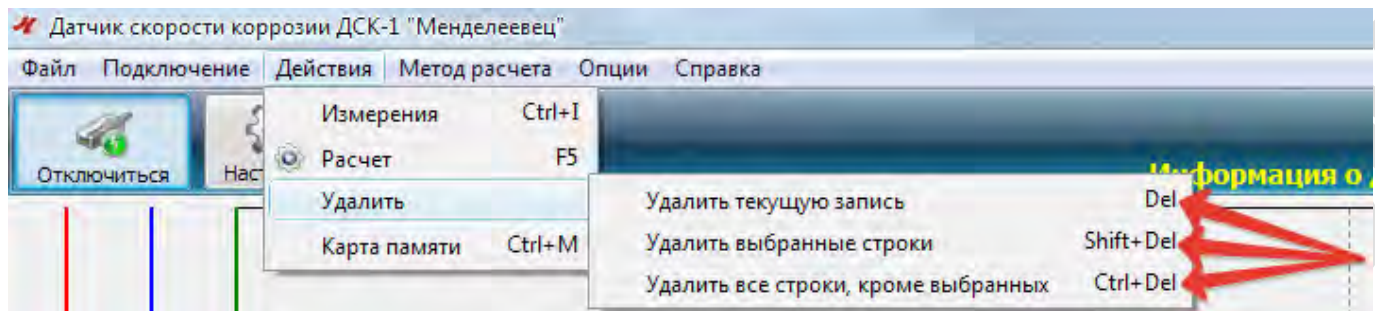 Датчик скорости коррозии ДСК-1 "Менделеевец"
Файл Подключение Действия Метод расчета Опции Справка
Измерения Ctrl+I
Отключиться
Расчет F5
Удалить
Удалить текущую запись Del
Карта памяти Ctrl+M
Удалить выбранные строки Shift+Del
Удалить все строки, кроме выбранных Ctrl+Del